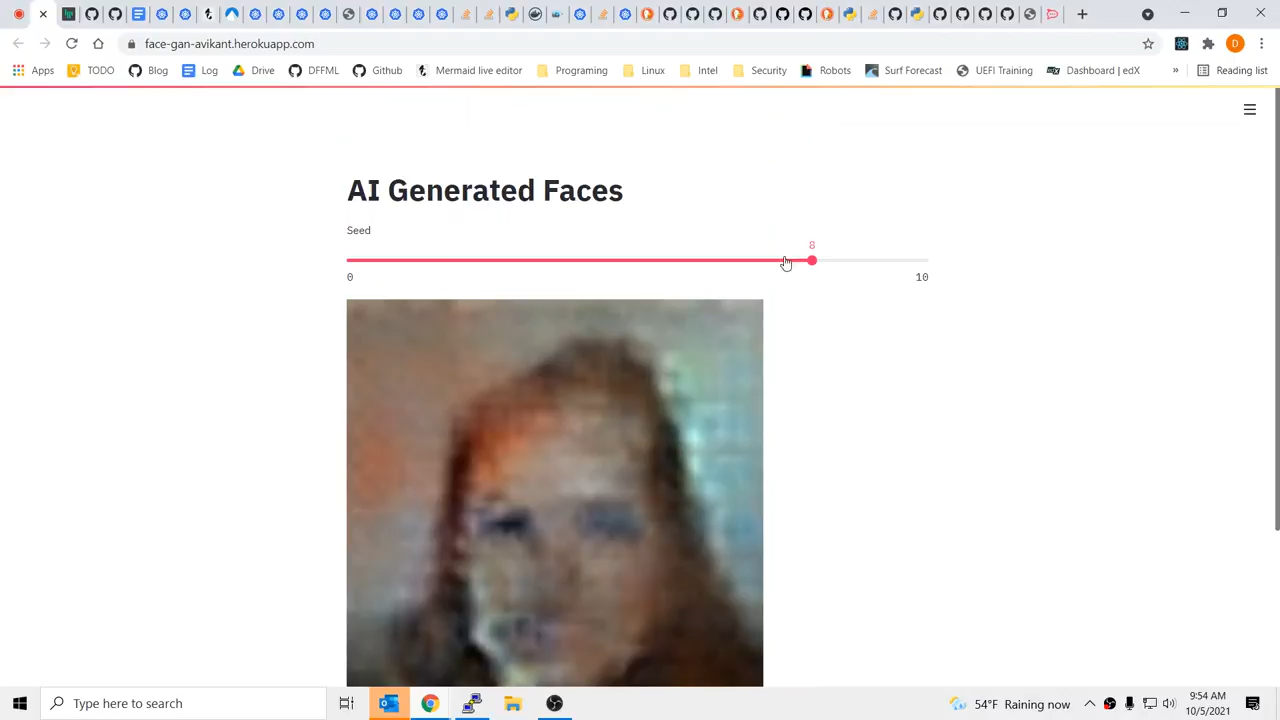 face-gan-avikant.herokuapp.com
D
Apps TODO Blog Log Drive DFFML Github Mermaid live editor Programing Linux Intel Security Robots Surf Forecast UEFI Training Dashboard | edX » Reading list
AI Generated Faces
Seed
8
0 10
Type here to search
54°F Raining now
9:54 AM
10/5/2021